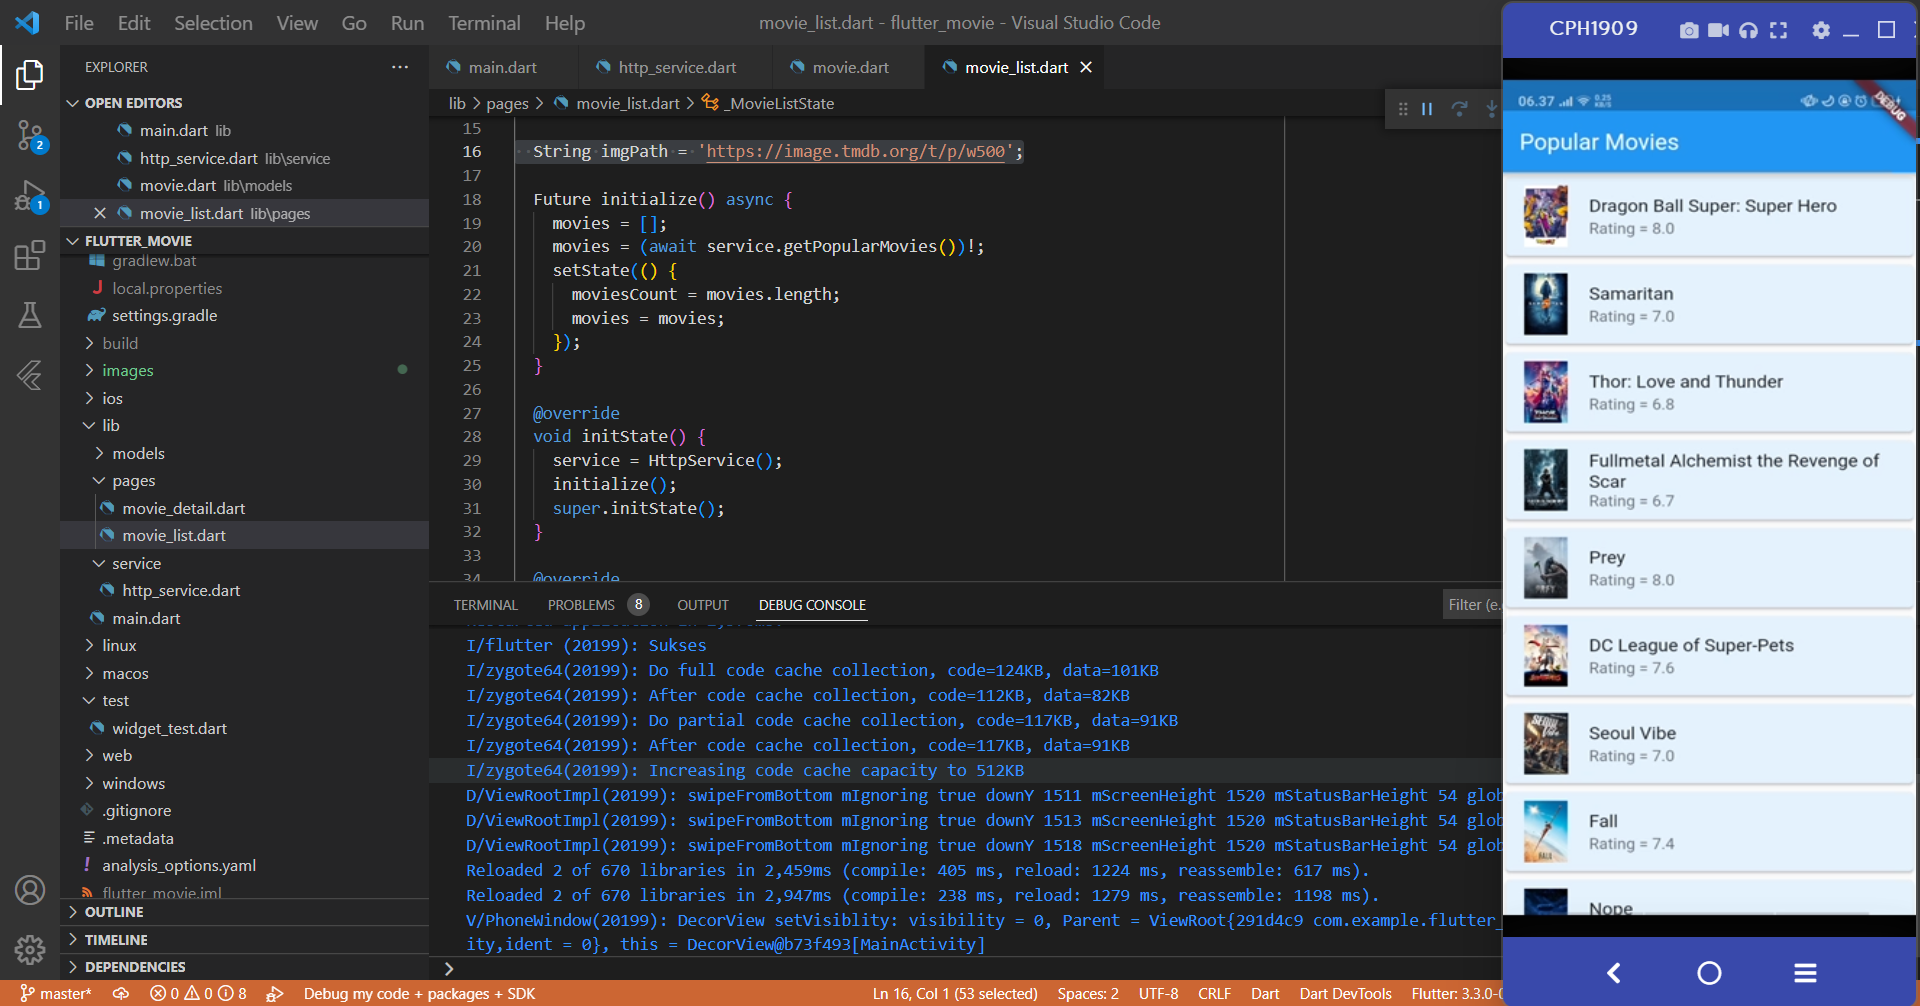 File Edit Selection View Go Run Terminal Help
movie_list.dart - flutter_movie - Visual Studio Code
EXPLORER
OPEN EDITORS
main.dart lib
http_service.dart lib\service
movie.dart lib\models
movie_list.dart lib\pages
FLUTTER_MOVIE
gradlew.bat
local.properties
settings.gradle
build
images
ios
lib
models
pages
movie_detail.dart
movie_list.dart
service
http_service.dart
main.dart
linux
macos
test
widget_test.dart
web
windows
.gitignore
.metadata
analysis_options.yaml
flutter_movie.iml
OUTLINE
TIMELINE
DEPENDENCIES
2
1
main.dart http_service.dart movie.dart movie_list.dart
lib > pages > movie_list.dart > _MovieListState
15
16 String imgPath = 'https://image.tmdb.org/t/p/w500';
17
18 Future initialize() async {
19 movies = [];
20 movies = (await service.getPopularMovies())!;
21 setState(() {
22 moviesCount = movies.length;
23 movies = movies;
24 });
25 }
26
27 @override
28 void initState() {
29 service = HttpService();
30 initialize();
31 super.initState();
32 }
33
34 @override
TERMINAL PROBLEMS 8 OUTPUT DEBUG CONSOLE Filter (e.
I/flutter (20199): Sukses
I/zygote64(20199): Do full code cache collection, code=124KB, data=101KB
I/zygote64(20199): After code cache collection, code=112KB, data=82KB
I/zygote64(20199): Do partial code cache collection, code=117KB, data=91KB
I/zygote64(20199): After code cache collection, code=117KB, data=91KB
I/zygote64(20199): Increasing code cache capacity to 512KB
D/ViewRootImpl(20199): swipeFromBottom mIgnoring true downY 1511 mScreenHeight 1520 mStatusBarHeight 54 glob
D/ViewRootImpl(20199): swipeFromBottom mIgnoring true downY 1513 mScreenHeight 1520 mStatusBarHeight 54 glob
D/ViewRootImpl(20199): swipeFromBottom mIgnoring true downY 1518 mScreenHeight 1520 mStatusBarHeight 54 glob
Reloaded 2 of 670 libraries in 2,459ms (compile: 405 ms, reload: 1224 ms, reassemble: 617 ms).
Reloaded 2 of 670 libraries in 2,947ms (compile: 238 ms, reload: 1279 ms, reassemble: 1198 ms).
V/PhoneWindow(20199): DecorView setVisiblity: visibility = 0, Parent = ViewRoot{291d4c9 com.example.flutter_
ity,ident = 0}, this = DecorView@b73f493[MainActivity]
master* 0 0 8 Debug my code + packages + SDK Ln 16, Col 1 (53 selected) Spaces: 2 UTF-8 CRLF Dart Dart DevTools Flutter: 3.3.0-0
CPH1909
06.37 0.25 KB/S
DEBUG
Popular Movies
Dragon Ball Super: Super Hero
Rating = 8.0
Samaritan
Rating = 7.0
Thor: Love and Thunder
Rating = 6.8
Fullmetal Alchemist the Revenge of
Scar
Rating = 6.7
Prey
Rating = 8.0
DC League of Super-Pets
Rating = 7.6
Seoul Vibe
Rating = 7.0
Fall
Rating = 7.4
Nope